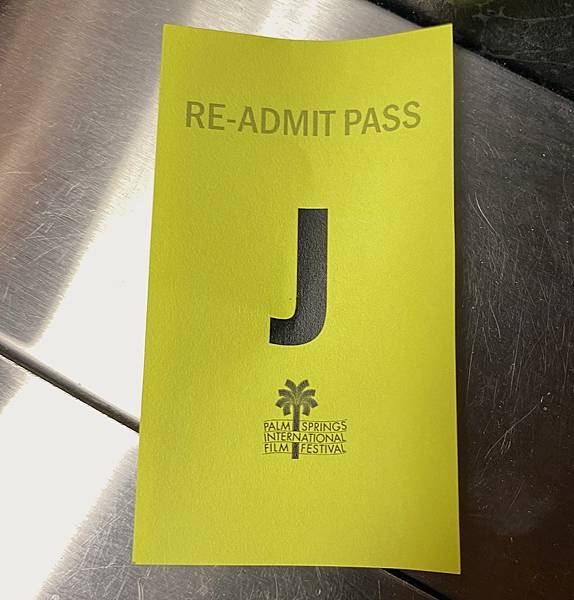 RE-ADMIT PASS
J
PALM SPRINGS
INTERNATIONAL
FILM FESTIVAL